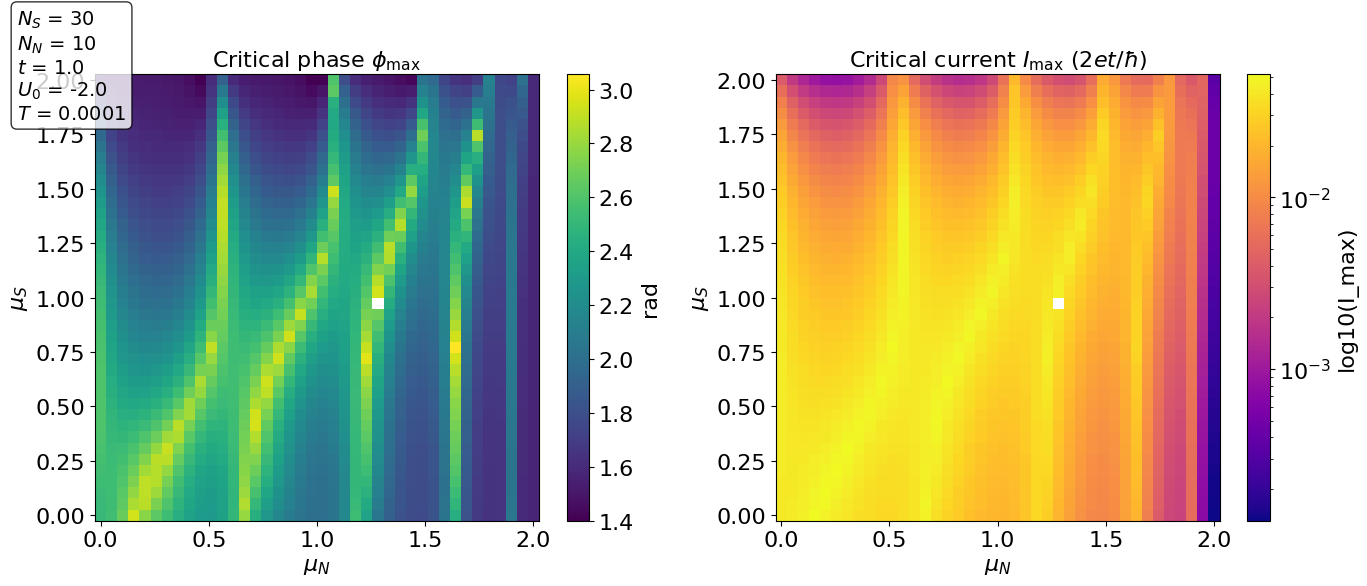 N_S = 30
N_N = 10
t = 1.0
U_0 = -2.0
T = 0.0001
Critical phase ϕ_max
2.00
1.75
1.50
1.25
1.00
0.75
0.50
0.25
0.00
μ_S
0.0 0.5 1.0 1.5 2.0
μ_N
3.0
2.8
2.6
2.4
2.2
2.0
1.8
1.6
1.4
rad
Critical current I_max (2et/ħ)
2.00
1.75
1.50
1.25
1.00
0.75
0.50
0.25
0.00
μ_S
0.0 0.5 1.0 1.5 2.0
μ_N
10^{-2}
10^{-3}
log10(I_max)